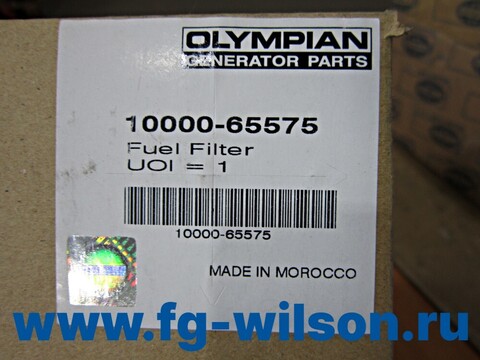 OLYMPIAN
GENERATOR PARTS
10000-65575
Fuel Filter
UOI = 1
10000-65575
MADE IN MOROCCO
www.fg-wilson.ru